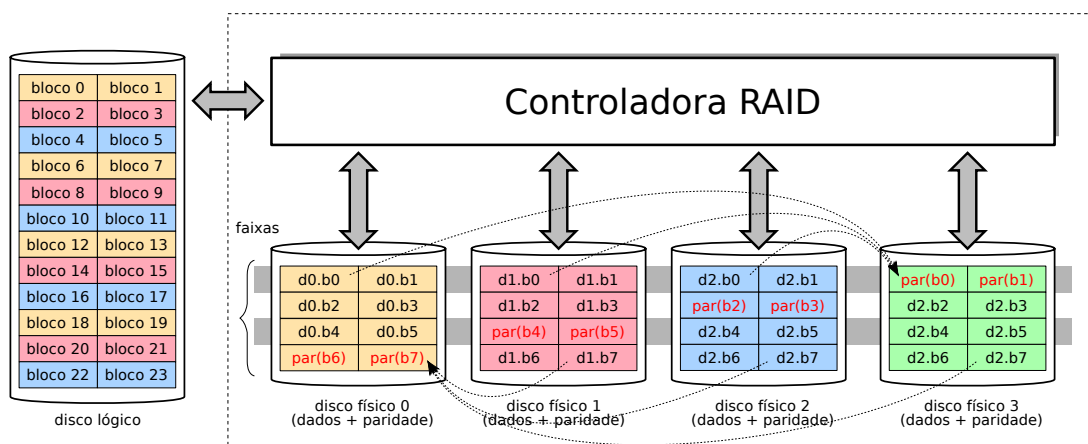 Controladora RAID
bloco 0 bloco 1
bloco 2 bloco 3
bloco 4 bloco 5
bloco 6 bloco 7
bloco 8 bloco 9
bloco 10 bloco 11
bloco 12 bloco 13
bloco 14 bloco 15
bloco 16 bloco 17
bloco 18 bloco 19
bloco 20 bloco 21
bloco 22 bloco 23
disco lógico
faixas
d0.b0 d0.b1
d0.b2 d0.b3
d0.b4 d0.b5
par(b6) par(b7)
disco físico 0
(dados + paridade)
d1.b0 d1.b1
d1.b2 d1.b3
par(b4) par(b5)
d1.b6 d1.b7
disco físico 1
(dados + paridade)
d2.b0 d2.b1
par(b2) par(b3)
d2.b4 d2.b5
d2.b6 d2.b7
disco físico 2
(dados + paridade)
par(b0) par(b1)
d2.b2 d2.b3
d2.b4 d2.b5
d2.b6 d2.b7
disco físico 3
(dados + paridade)